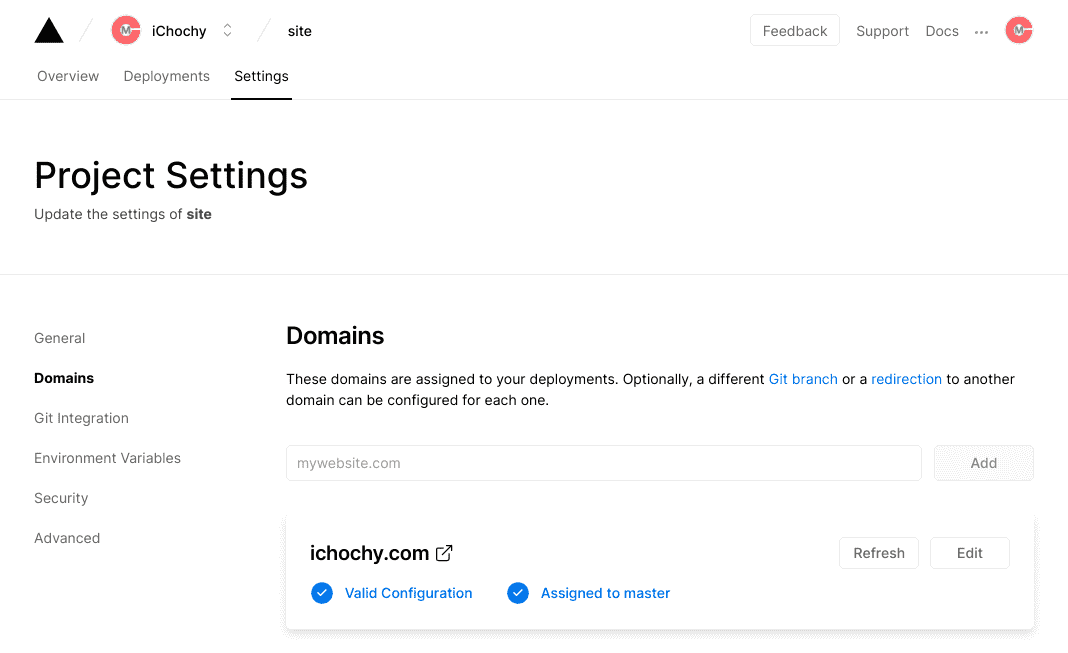 iChochy site Feedback Support Docs
Overview Deployments Settings
Project Settings
Update the settings of site
General
Domains
Git Integration
Environment Variables
Security
Advanced
Domains
These domains are assigned to your deployments. Optionally, a different Git branch or a redirection to another
domain can be configured for each one.
mywebsite.com Add
ichochy.com Refresh Edit
Valid Configuration Assigned to master